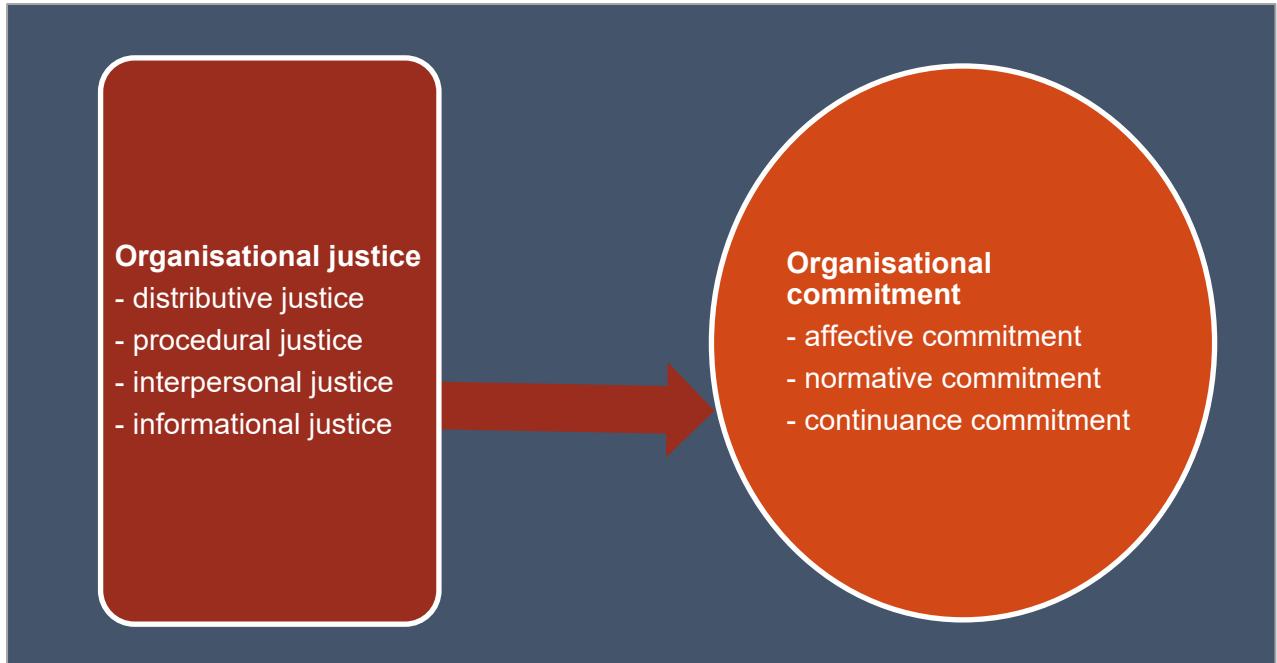 Organisational justice
- distributive justice
- procedural justice
- interpersonal justice
- informational justice
Organisational
commitment
- affective commitment
- normative commitment
- continuance commitment